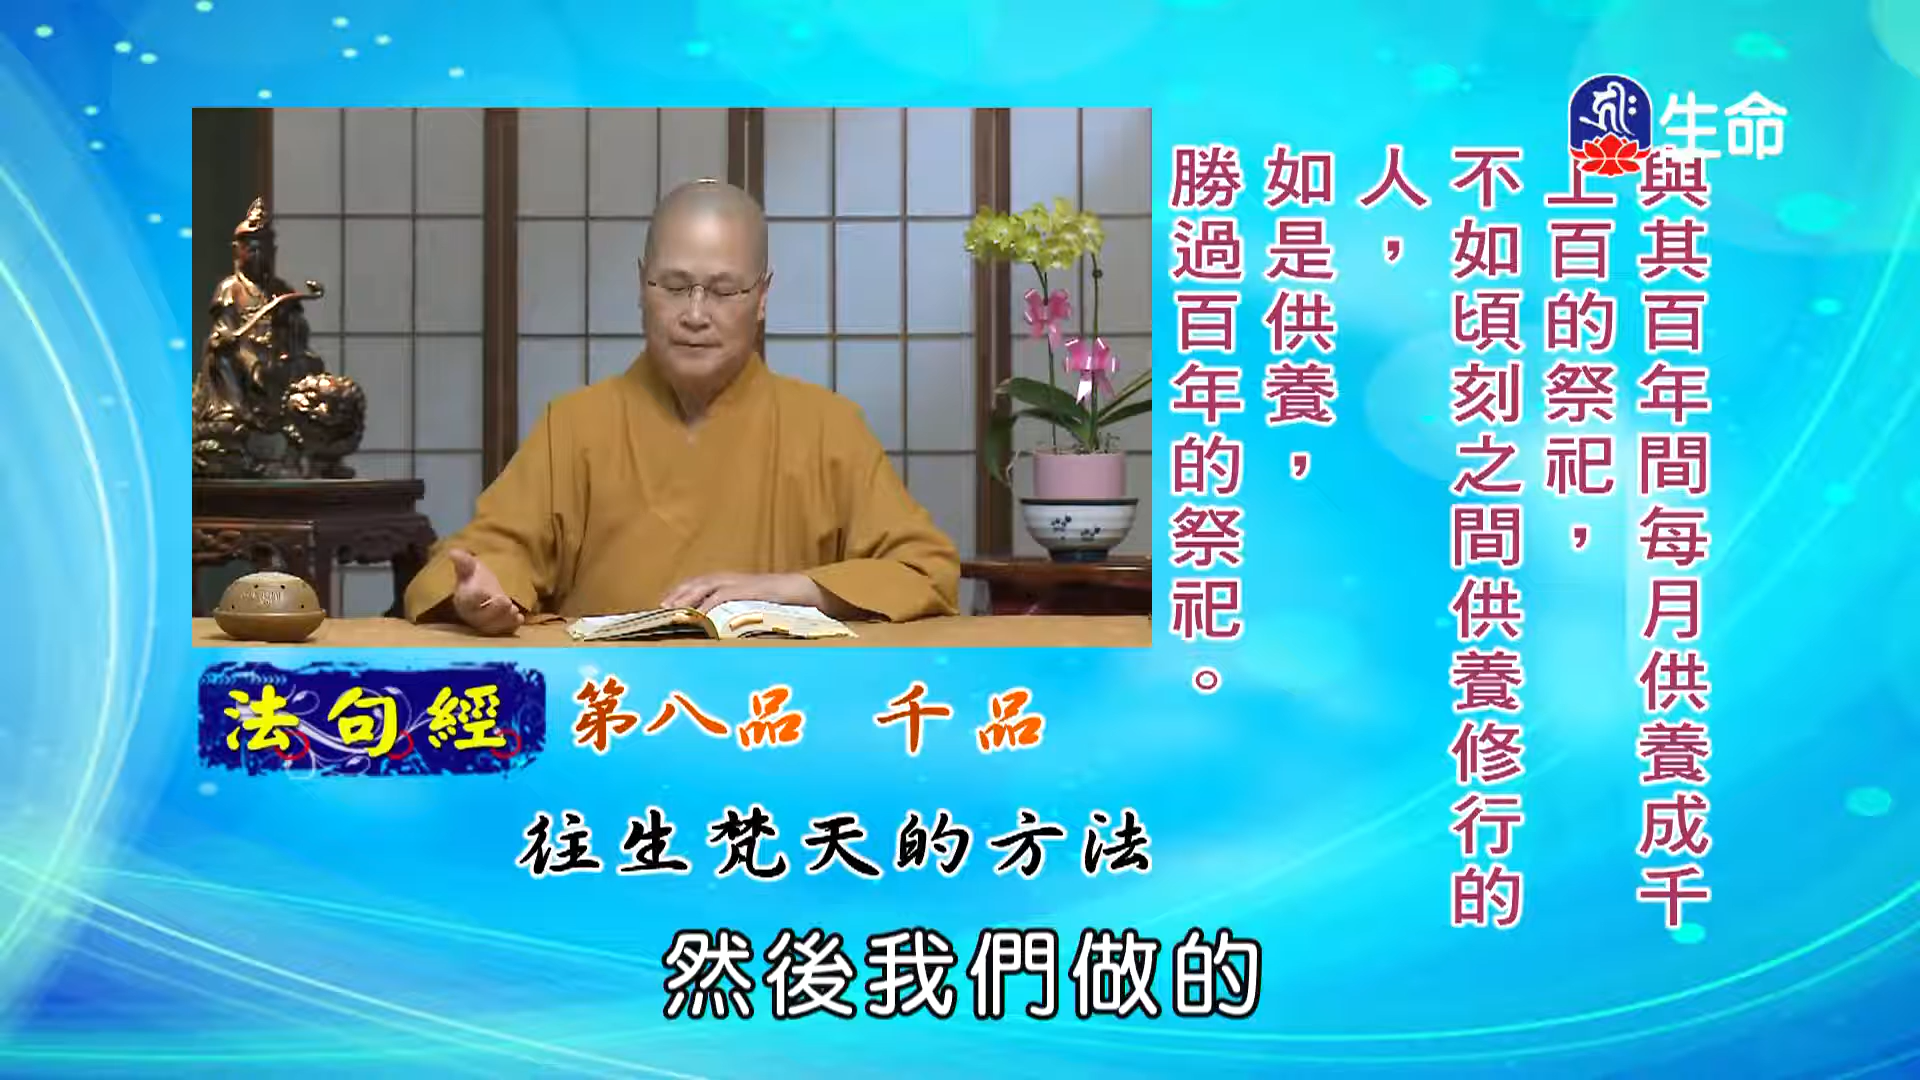 生命
與其百年間每月供養成千
上百的祭祀，
不如頃刻之間供養修行的
人，
如是供養，
勝過百年的祭祀。
法句經
第八品 千品
往生梵天的方法
然後我們做的